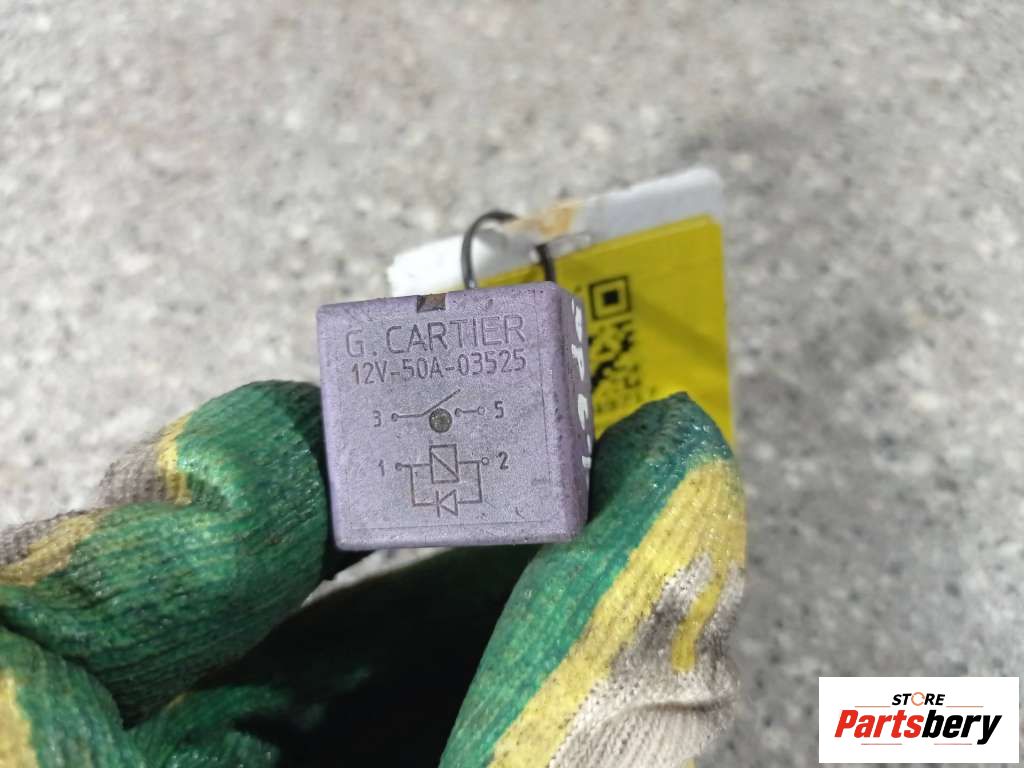 G. CARTIER
12V-50A-03525
3 5
1 2
STORE
Partsbery